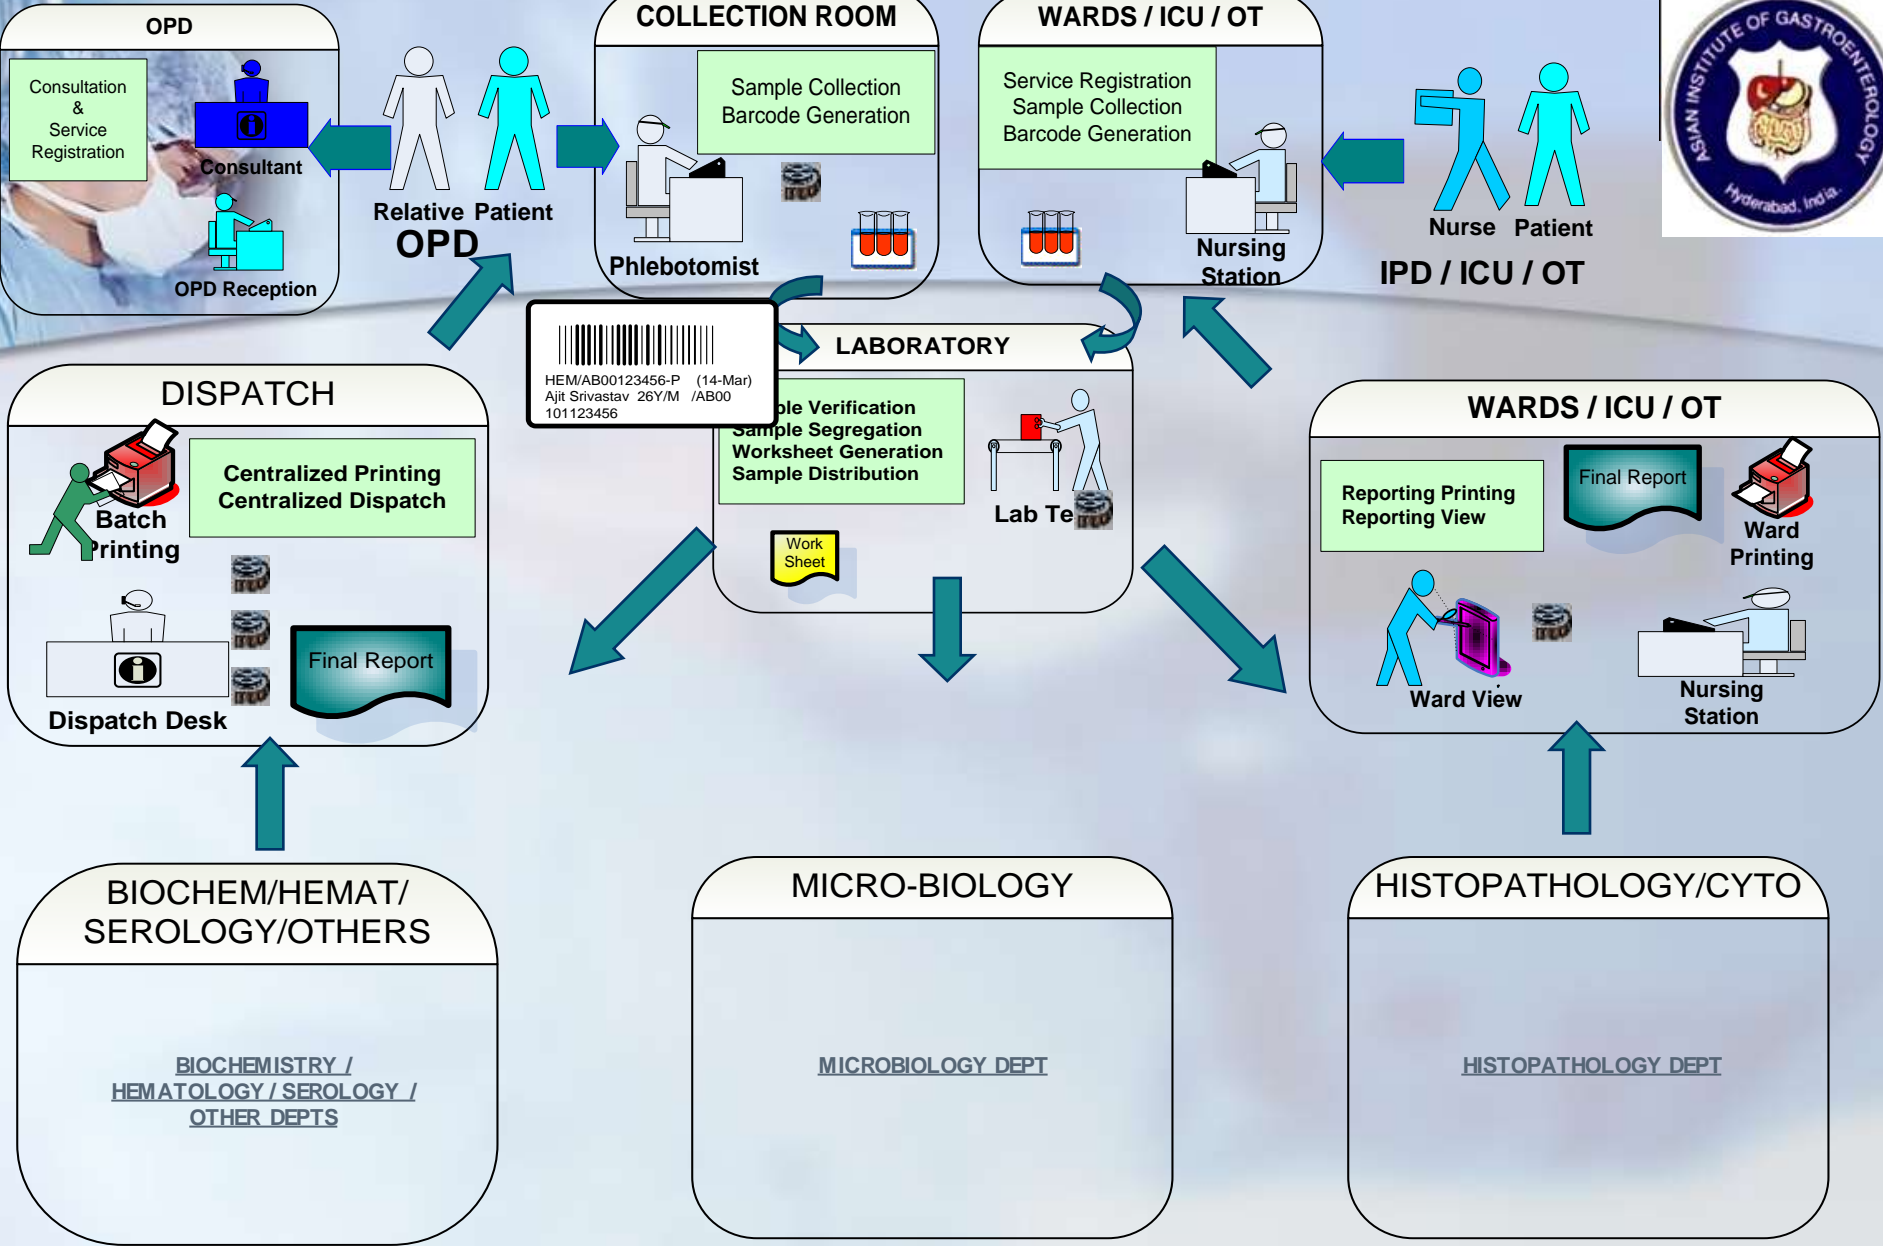 OPD
Consultation
&
Service
Registration
Consultant
OPD Reception
Relative Patient
OPD
COLLECTION ROOM
Sample Collection
Barcode Generation
Phlebotomist
WARDS / ICU / OT
Service Registration
Sample Collection
Barcode Generation
Nursing
Station
Nurse Patient
IPD / ICU / OT
ASIAN INSTITUTE OF GASTROENTEROLOGY
Hyderabad, India.
HEM/AB00123456-P (14-Mar)
Ajit Srivastav 26Y/M /AB00
101123456
LABORATORY
ple Verification
Sample Segregation
Worksheet Generation
Sample Distribution
Lab Te
Work
Sheet
DISPATCH
Centralized Printing
Centralized Dispatch
Batch
Printing
Final Report
Dispatch Desk
WARDS / ICU / OT
Reporting Printing
Reporting View
Final Report
Ward
Printing
Ward View
Nursing
Station
BIOCHEM/HEMAT/
SEROLOGY/OTHERS
BIOCHEMISTRY /
HEMATOLOGY / SEROLOGY /
OTHER DEPTS
MICRO-BIOLOGY
MICROBIOLOGY DEPT
HISTOPATHOLOGY/CYTO
HISTOPATHOLOGY DEPT